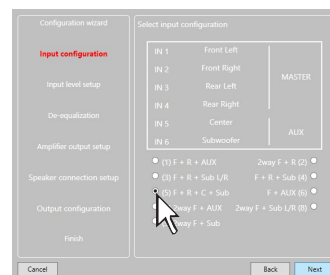 Configuration wizard
Input configuration
Input level setup
De-equalization
Amplifier output setup
Speaker connection setup
Output configuration
Finish
Select input configuration
IN 1 Front Left
IN 2 Front Right
IN 3 Rear Left
IN 4 Rear Right
MASTER
IN 5 Center
IN 6 Subwoofer
AUX
(1) F + R + AUX 2way F + R (2)
(3) F + R + Sub L/R F + R + Sub (4)
(5) F + R + C + Sub F + AUX (6)
2way F + AUX 2way F + Sub L/R (8)
2way F + Sub
Cancel Back Next